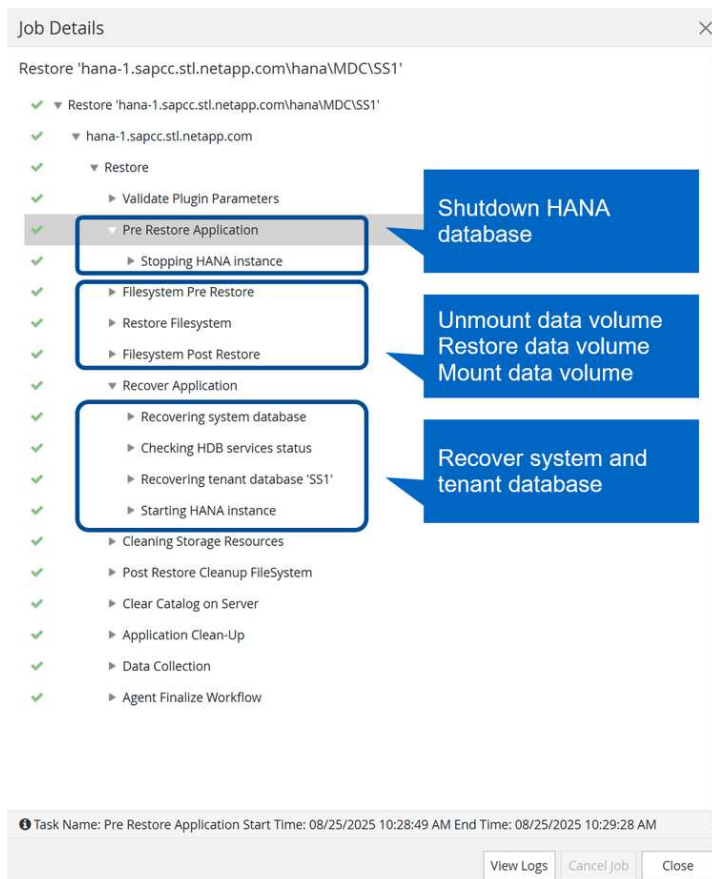 Job Details
Restore 'hana-1.sapcc.stl.netapp.com\hana\MDC\SS1'
Restore 'hana-1.sapcc.stl.netapp.com\hana\MDC\SS1'
hana-1.sapcc.stl.netapp.com
Restore
Validate Plugin Parameters
Pre Restore Application
Stopping HANA instance
Shutdown HANA
database
Filesystem Pre Restore
Restore Filesystem
Filesystem Post Restore
Unmount data volume
Restore data volume
Mount data volume
Recover Application
Recovering system database
Checking HDB services status
Recovering tenant database 'SS1'
Starting HANA instance
Recover system and
tenant database
Cleaning Storage Resources
Post Restore Cleanup FileSystem
Clear Catalog on Server
Application Clean-Up
Data Collection
Agent Finalize Workflow
Task Name: Pre Restore Application Start Time: 08/25/2025 10:28:49 AM End Time: 08/25/2025 10:29:28 AM
View Logs
Cancel Job
Close